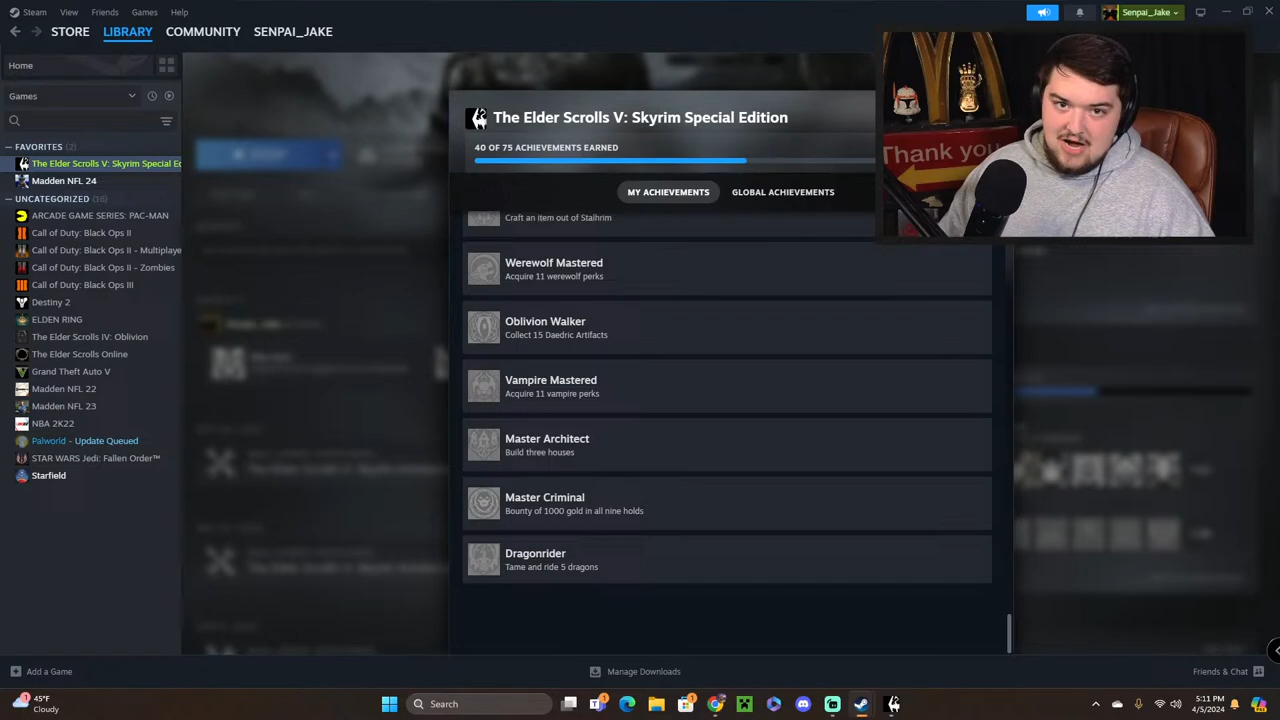 Steam View Friends Games Help
Senpai_Jake
STORE LIBRARY COMMUNITY SENPAI_JAKE
Home
Games
FAVORITES (2)
The Elder Scrolls V: Skyrim Special Ed
Madden NFL 24
UNCATEGORIZED (16)
ARCADE GAME SERIES: PAC-MAN
Call of Duty: Black Ops II
Call of Duty: Black Ops II - Multiplaye
Call of Duty: Black Ops II - Zombies
Call of Duty: Black Ops III
Destiny 2
ELDEN RING
The Elder Scrolls IV: Oblivion
The Elder Scrolls Online
Grand Theft Auto V
Madden NFL 22
Madden NFL 23
NBA 2K22
Palworld - Update Queued
STAR WARS Jedi: Fallen Order™
Starfield
The Elder Scrolls V: Skyrim Special Edition
40 OF 75 ACHIEVEMENTS EARNED
MY ACHIEVEMENTS GLOBAL ACHIEVEMENTS
Craft an item out of Stalhrim
Werewolf Mastered
Acquire 11 werewolf perks
Oblivion Walker
Collect 15 Daedric Artifacts
Vampire Mastered
Acquire 11 vampire perks
Master Architect
Build three houses
Master Criminal
Bounty of 1000 gold in all nine holds
Dragonrider
Tame and ride 5 dragons
Thank you
Add a Game
Manage Downloads
Friends & Chat
1
45°F
Cloudy
Search
5:11 PM
4/5/2024